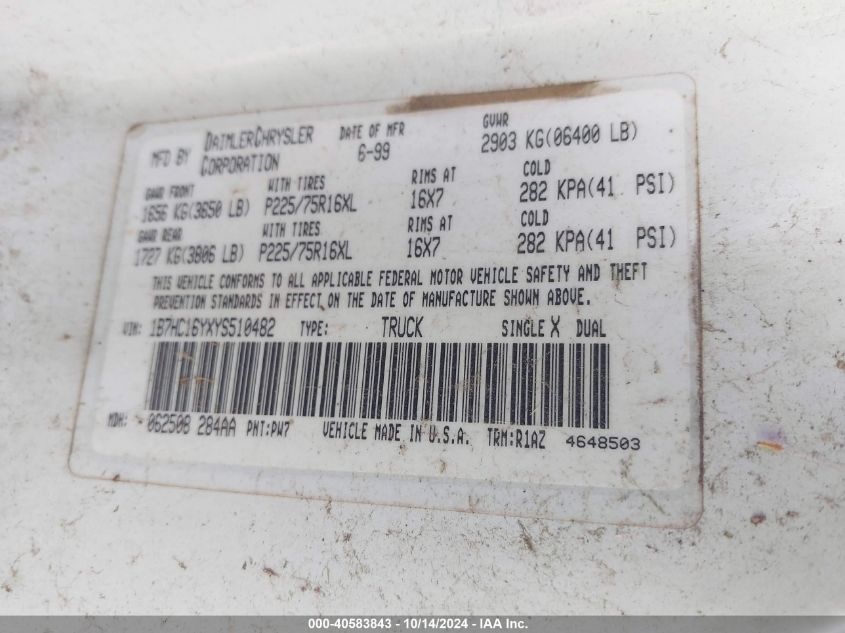 MFD BY DAIMLERCHRYSLER CORPORATION DATE OF MFR 6-99 GVWR 2903 KG(06400 LB)
GAWR FRONT WITH TIRES RIMS AT COLD
1656 KG(3650 LB) P225/75R16XL 16X7 282 KPA(41 PSI)
GAWR REAR WITH TIRES RIMS AT COLD
1727 KG(3806 LB) P225/75R16XL 16X7 282 KPA(41 PSI)
THIS VEHICLE CONFORMS TO ALL APPLICABLE FEDERAL MOTOR VEHICLE SAFETY AND THEFT
PREVENTION STANDARDS IN EFFECT ON THE DATE OF MANUFACTURE SHOWN ABOVE.
VIN: 1B7HC16YXYS510482 TYPE: TRUCK SINGLE X DUAL
MDH: 062508 284AA PNT:PW7 VEHICLE MADE IN U.S.A. TRM:R1AZ 4648503
000-40583843 - 10/14/2024 - IAA Inc.